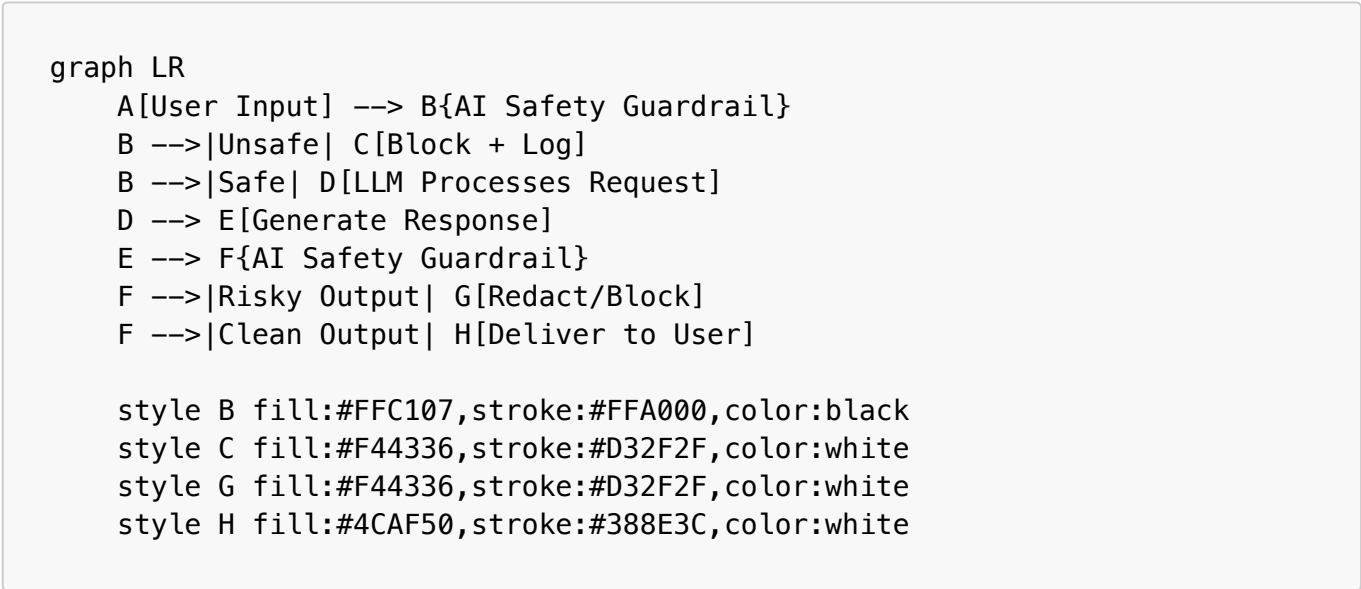 graph LR
    A[User Input] --> B{AI Safety Guardrail}
    B -->|Unsafe| C[Block + Log]
    B -->|Safe| D[LLM Processes Request]
    D --> E[Generate Response]
    E --> F{AI Safety Guardrail}
    F -->|Risky Output| G[Redact/Block]
    F -->|Clean Output| H[Deliver to User]

    style B fill:#FFC107,stroke:#FFA000,color:black
    style C fill:#F44336,stroke:#D32F2F,color:white
    style G fill:#F44336,stroke:#D32F2F,color:white
    style H fill:#4CAF50,stroke:#388E3C,color:white